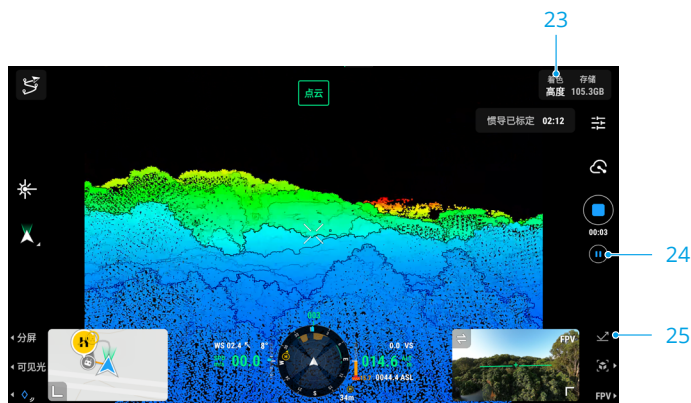 23
着色 存储
高度 105.3GB
点云
惯导已标定 02:12
00:03
24
003
25
分屏
WS 02.4 8°
0.0 VS
FPV
可见光
00.0
014.6
0044.4 ASL
S
34m
FPV